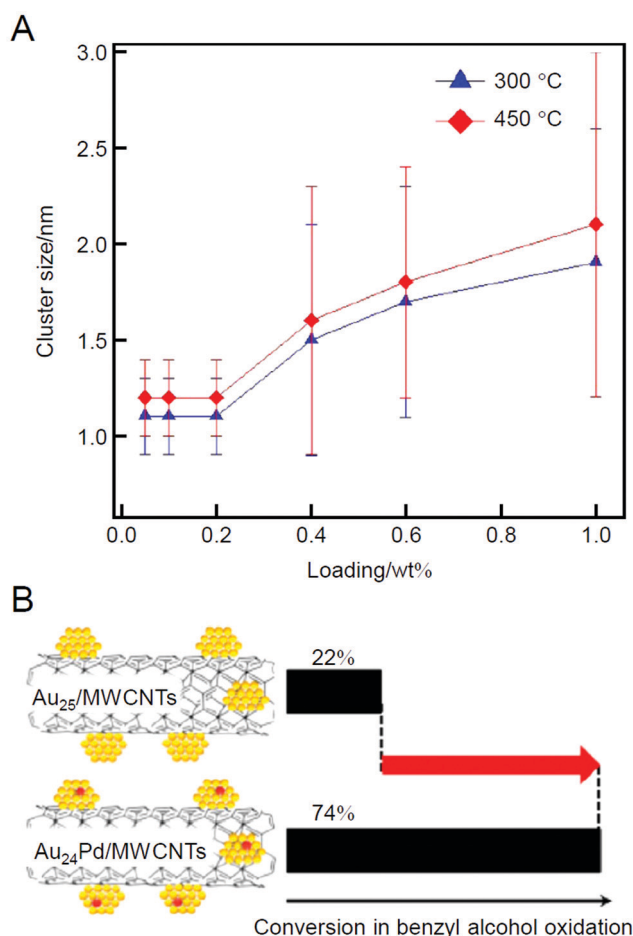 A
3.0
2.5
2.0
1.5
1.0
Cluster size/nm
300 °C
450 °C
0.0 0.2 0.4 0.6 0.8 1.0
Loading/wt%
B
Au₂₅/MWCNTs
22%
Au₂₄Pd/MWCNTs
74%
Conversion in benzyl alcohol oxidation